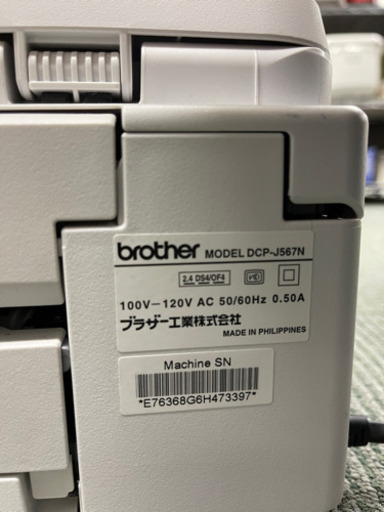 brother MODEL DCP-J567N
2.4 DS4/OF4
100V－120V AC 50/60Hz 0.50A
ブラザー工業株式会社
MADE IN PHILIPPINES
Machine SN
*E76368G6H473397*